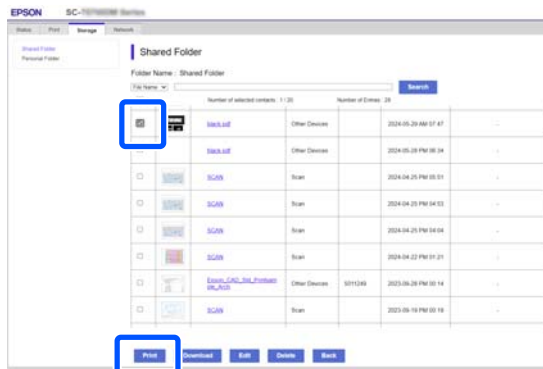 EPSON SC-
Status Print Storage Network
Shared Folder
Personal Folder
Shared Folder
Folder Name : Shared Folder
File Name Search
Number of selected contacts : 1 / 20 Number of Entries : 28
black.pdf Other Devices 2024-05-29 AM 07:47 -
black.pdf Other Devices 2024-05-28 PM 06:34 -
SCAN Scan 2024-04-25 PM 05:51 -
SCAN Scan 2024-04-25 PM 04:53 -
SCAN Scan 2024-04-25 PM 04:04 -
SCAN Scan 2024-04-22 PM 01:21 -
Other Devices 2023-09-28 PM 00:14 -
SCAN Scan 2023-09-19 PM 00:19 -
Print Download Edit Delete Back